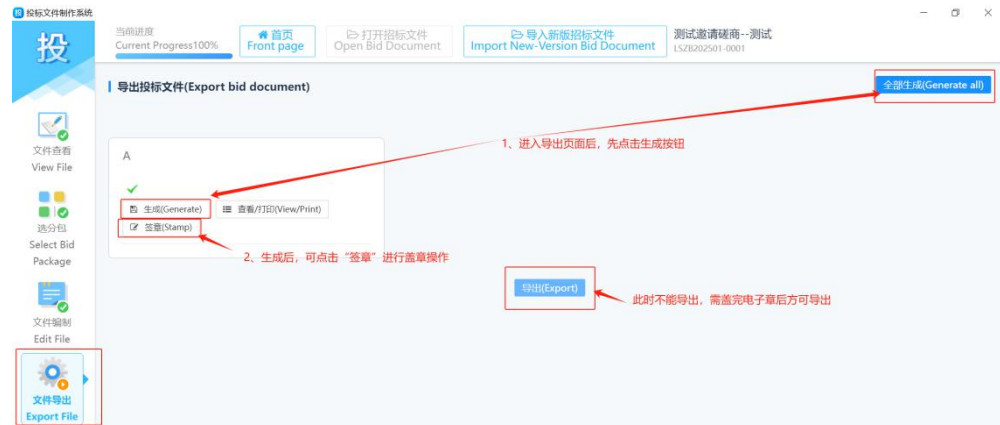 投标文件制作系统
投
当前进度
Current Progress100%
首页
Front page
打开招标文件
Open Bid Document
导入新版招标文件
Import New-Version Bid Document
测试邀请磋商--测试
LSZB202501-0001
导出投标文件(Export bid document)
全部生成(Generate all)
文件查看
View File
选分包
Select Bid
Package
文件编制
Edit File
文件导出
Export File
A
生成(Generate)
查看/打印(View/Print)
签章(Stamp)
1、进入导出页面后，先点击生成按钮
2、生成后，可点击“签章”进行盖章操作
导出(Export)
此时不能导出，需盖完电子章后方可导出